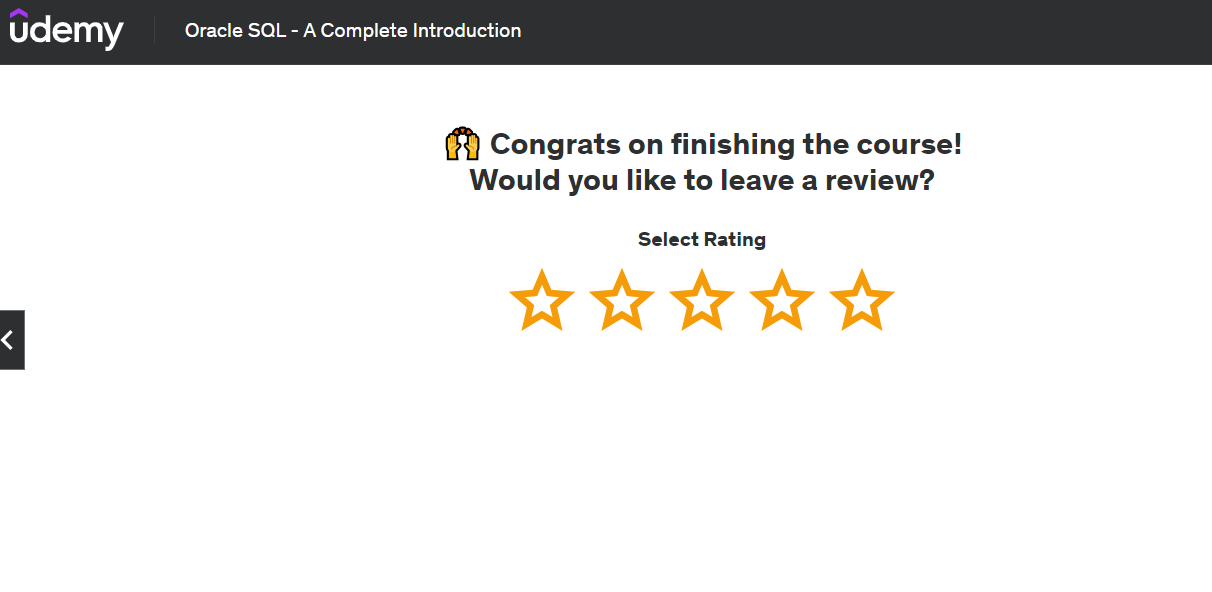 udemy
Oracle SQL - A Complete Introduction
🙌 Congrats on finishing the course!
Would you like to leave a review?
Select Rating